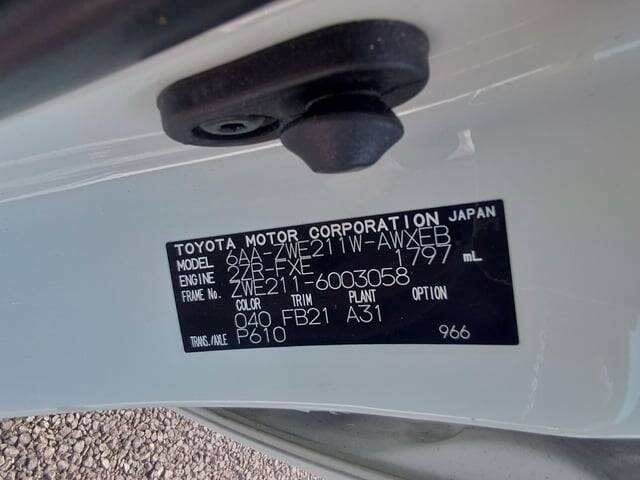 TOYOTA MOTOR CORPORATION JAPAN
MODEL 6AA-ZWE211W-AWXEB
ENGINE 2ZR-FXE 1797 mL
FRAME No. ZWE211-6003058
COLOR TRIM PLANT OPTION
040 FB21 A31
TRANS./AXLE P610 966